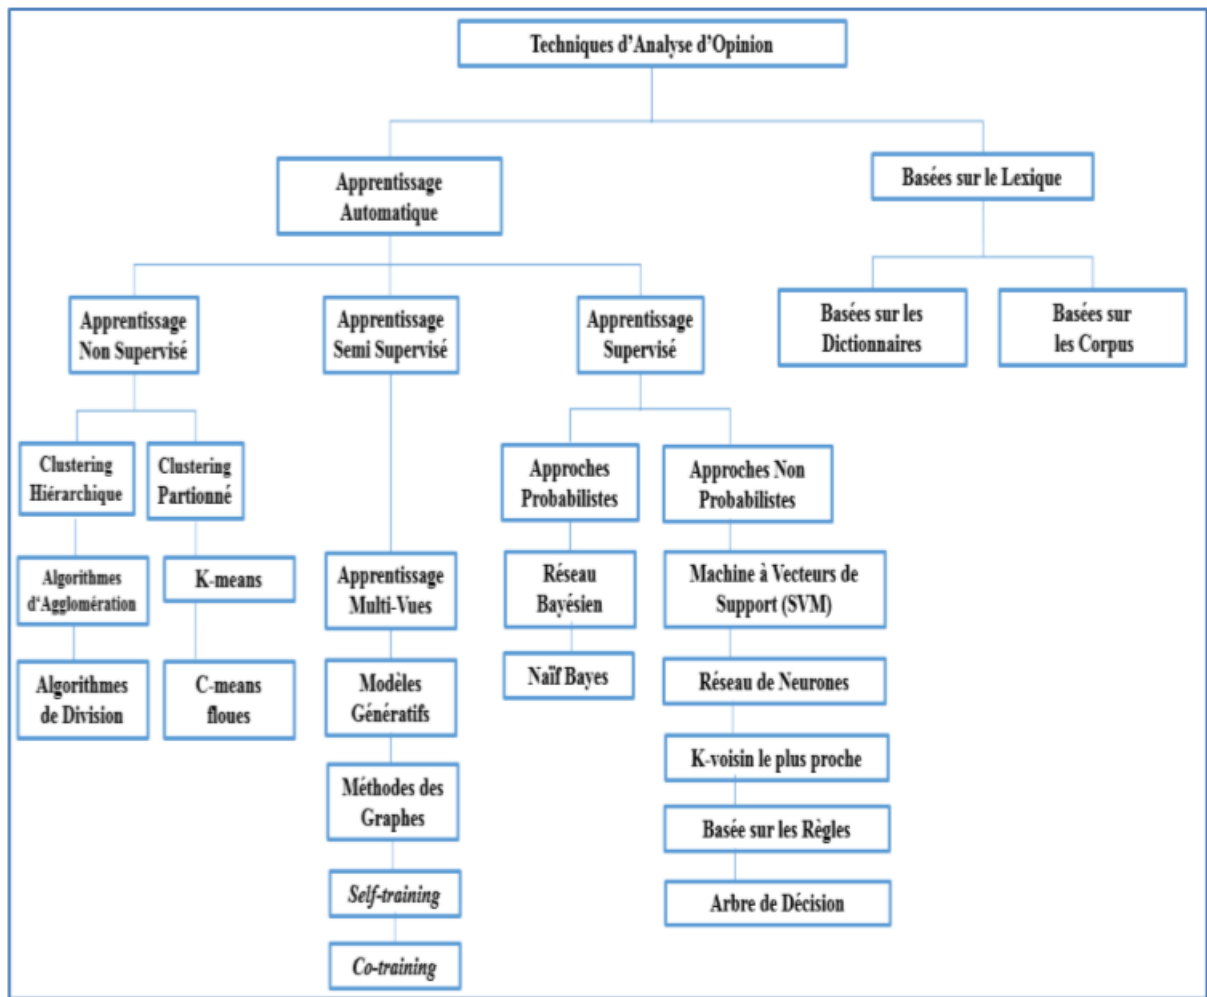 Techniques d'Analyse d'Opinion
Apprentissage
Automatique
Basées sur le Lexique
Apprentissage
Non Supervisé
Apprentissage
Semi Supervisé
Apprentissage
Supervisé
Basées sur les
Dictionnaires
Basées sur
les Corpus
Clustering
Hiérarchique
Clustering
Partionné
Approches
Probabilistes
Approches Non
Probabilistes
Algorithmes
d'Agglomération
K-means
Apprentissage
Multi-Vues
Réseau
Bayésien
Machine à Vecteurs de
Support (SVM)
Algorithmes
de Division
C-means
floues
Modèles
Génératifs
Naïf Bayes
Réseau de Neurones
K-voisin le plus proche
Méthodes des
Graphes
Basée sur les Règles
Self-training
Arbre de Décision
Co-training